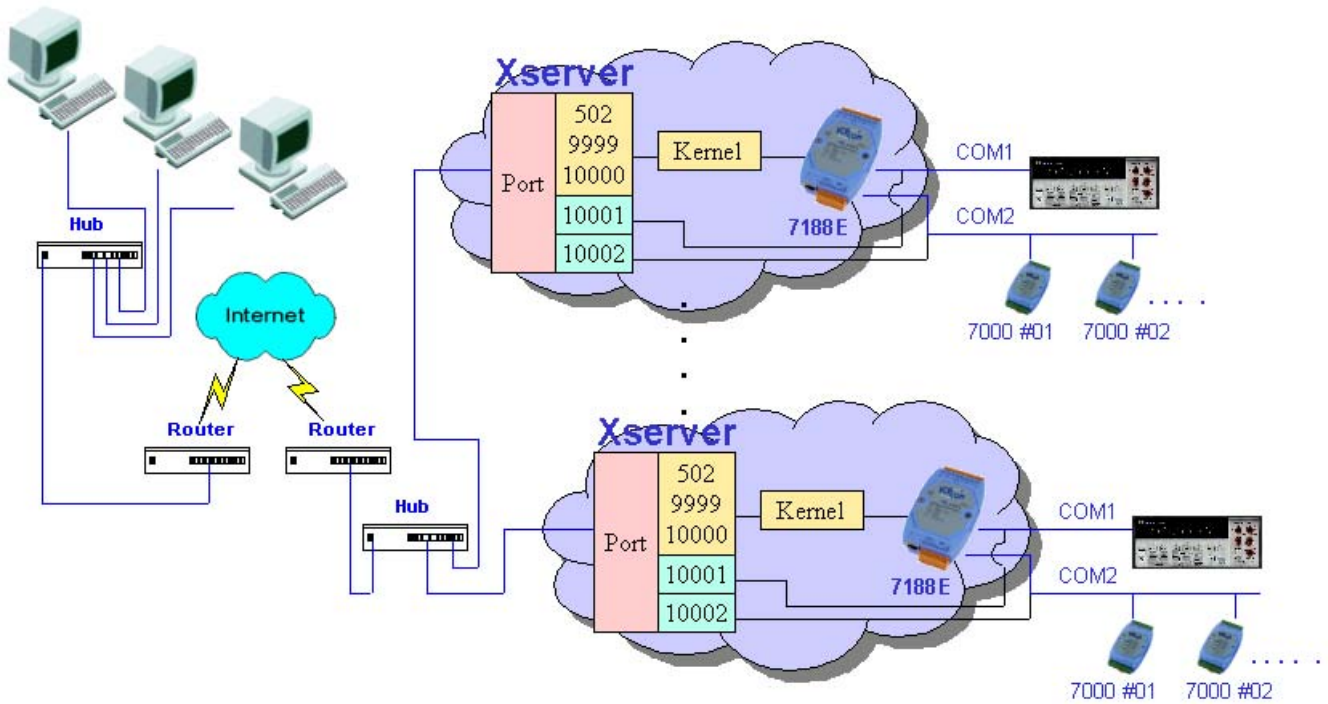 Hub
Internet
Router
Router
Hub
Xserver
Port
502
9999
10000
10001
10002
Kernel
7188E
COM1
COM2
7000 #01
7000 #02
Xserver
Port
502
9999
10000
10001
10002
Kernel
7188E
COM1
COM2
7000 #01
7000 #02